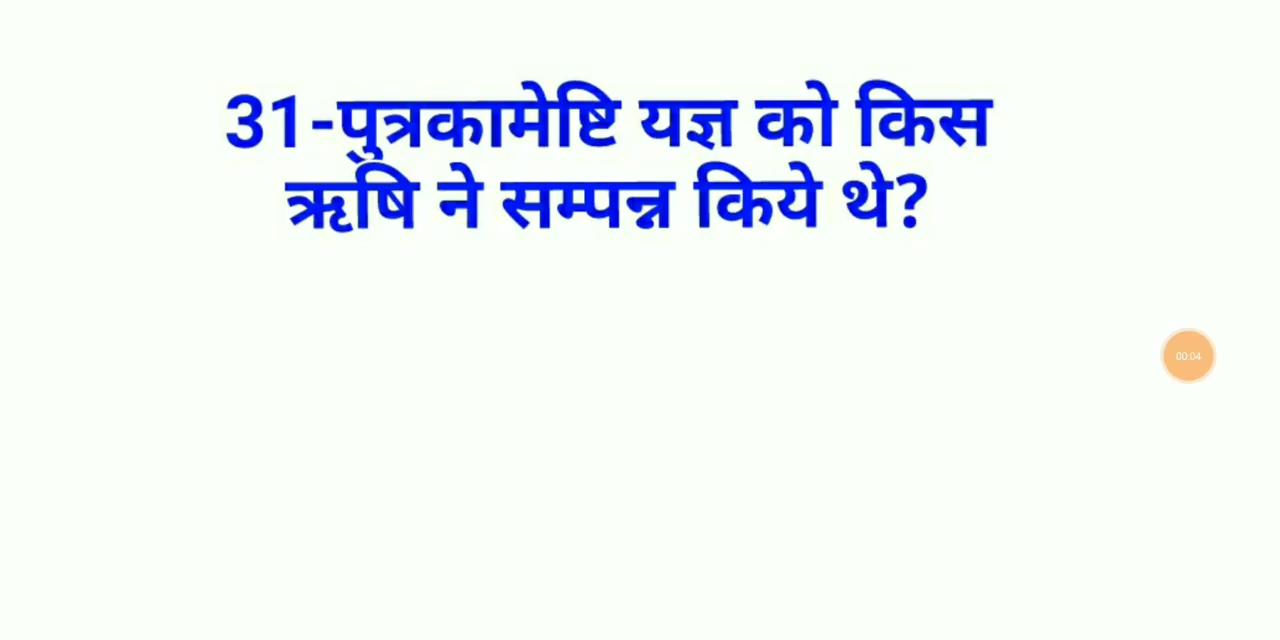 31-पुत्रकामेष्टि यज्ञ को किस
ऋषि ने सम्पन्न किये थे?
00:04